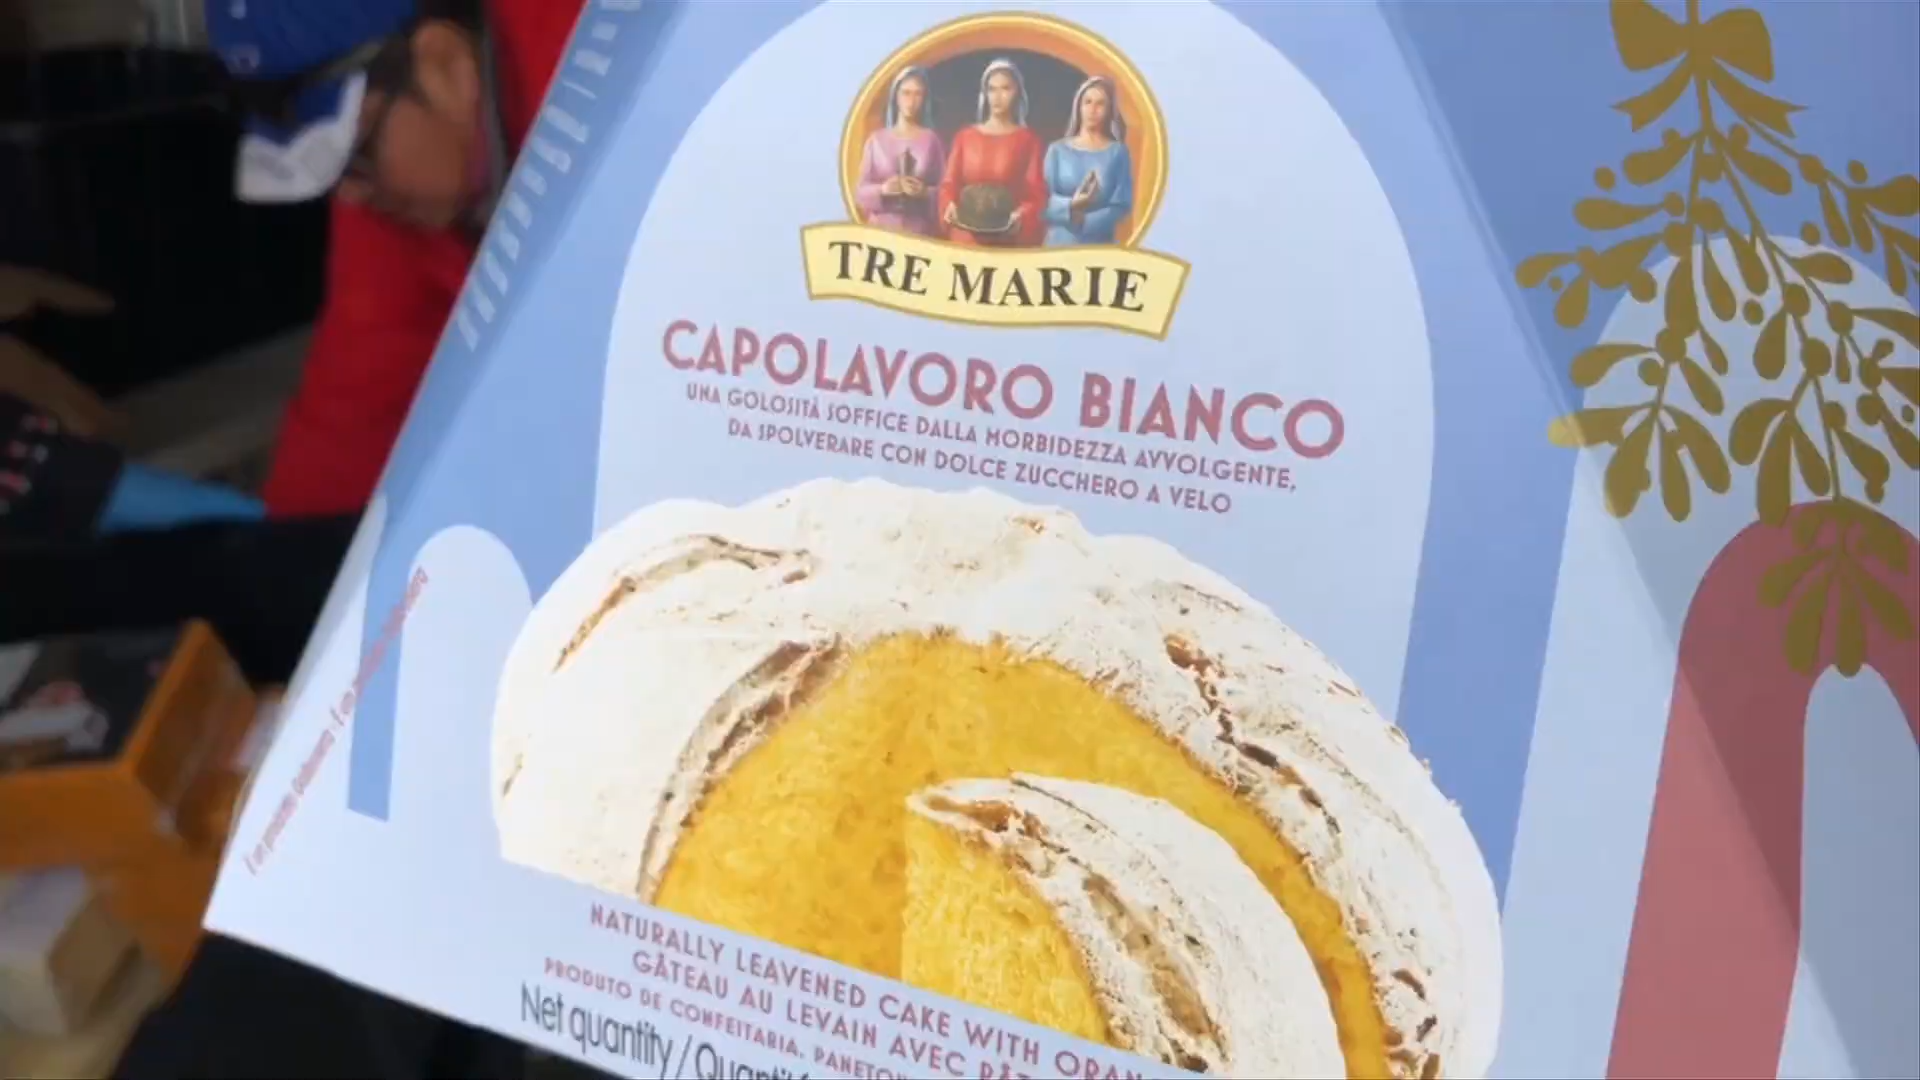 TRE MARIE
CAPOLAVORO BIANCO
UNA GOLOSITÀ SOFFICE DALLA MORBIDEZZA AVVOLGENTE,
DA SPOLVERARE CON DOLCE ZUCCHERO A VELO
NATURALLY LEAVENED CAKE WITH
GÂTEAU AU LEVAIN AVEC
PRODUTO DE CONFEITARIA,
Net quantity /